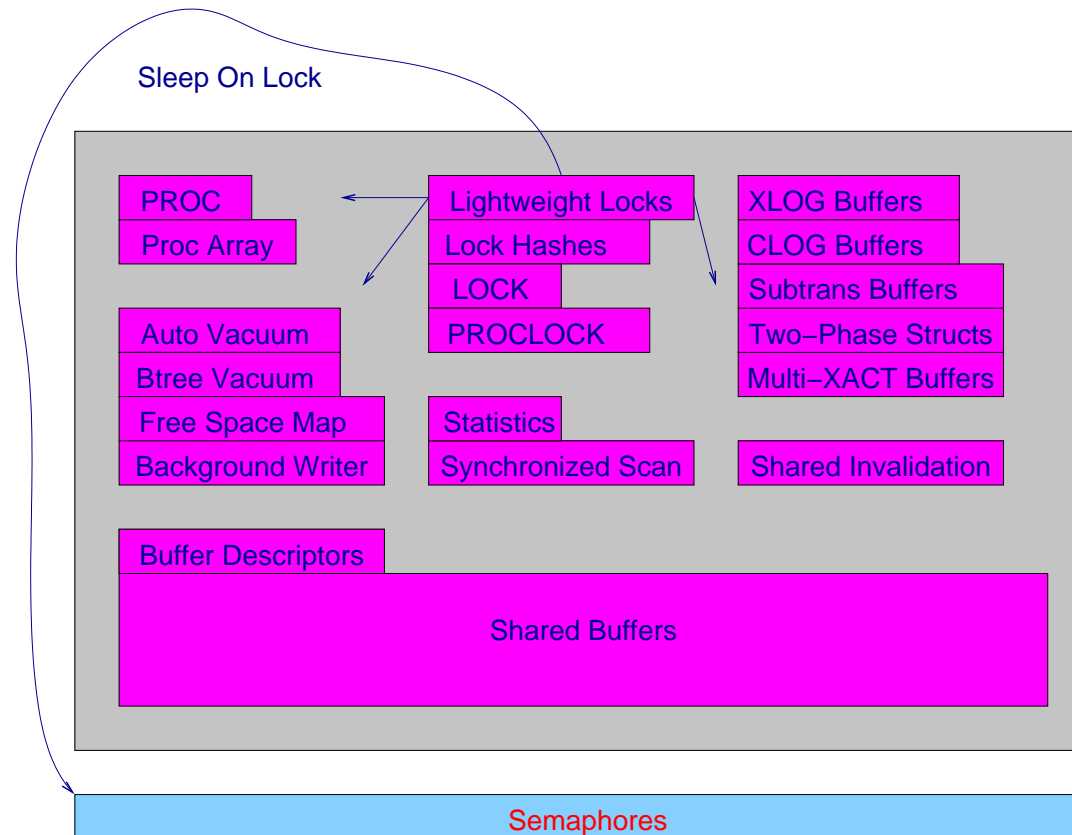 Sleep On Lock
PROC
Proc Array
Lightweight Locks
Lock Hashes
LOCK
PROCLOCK
XLOG Buffers
CLOG Buffers
Subtrans Buffers
Two−Phase Structs
Multi−XACT Buffers
Auto Vacuum
Btree Vacuum
Free Space Map
Background Writer
Statistics
Synchronized Scan
Shared Invalidation
Buffer Descriptors
Shared Buffers
Semaphores